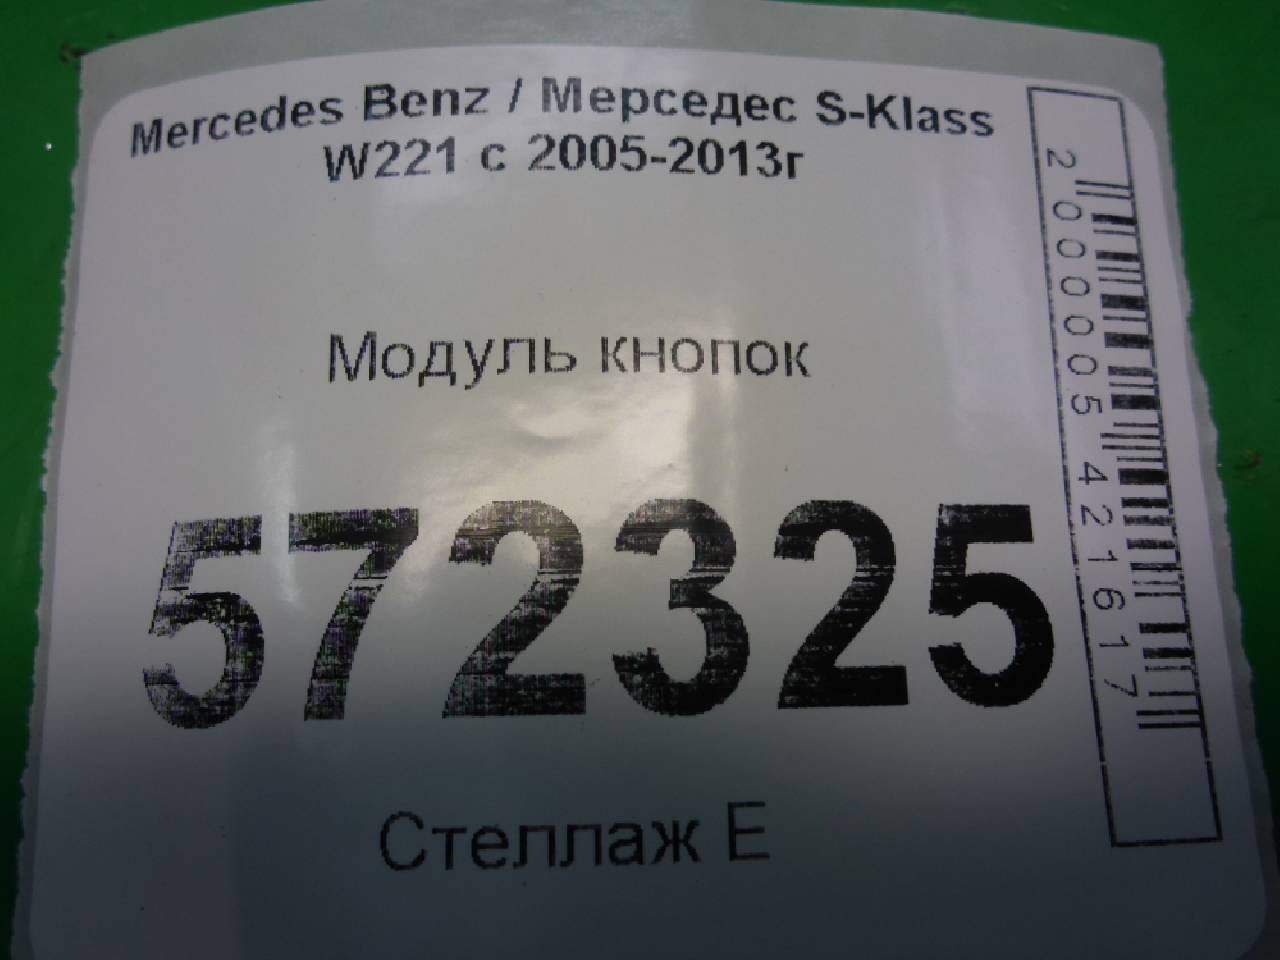 Mercedes Benz / Мерседес S-Klass
W221 с 2005-2013г
Модуль кнопок
572325
Стеллаж Е
2000005421617